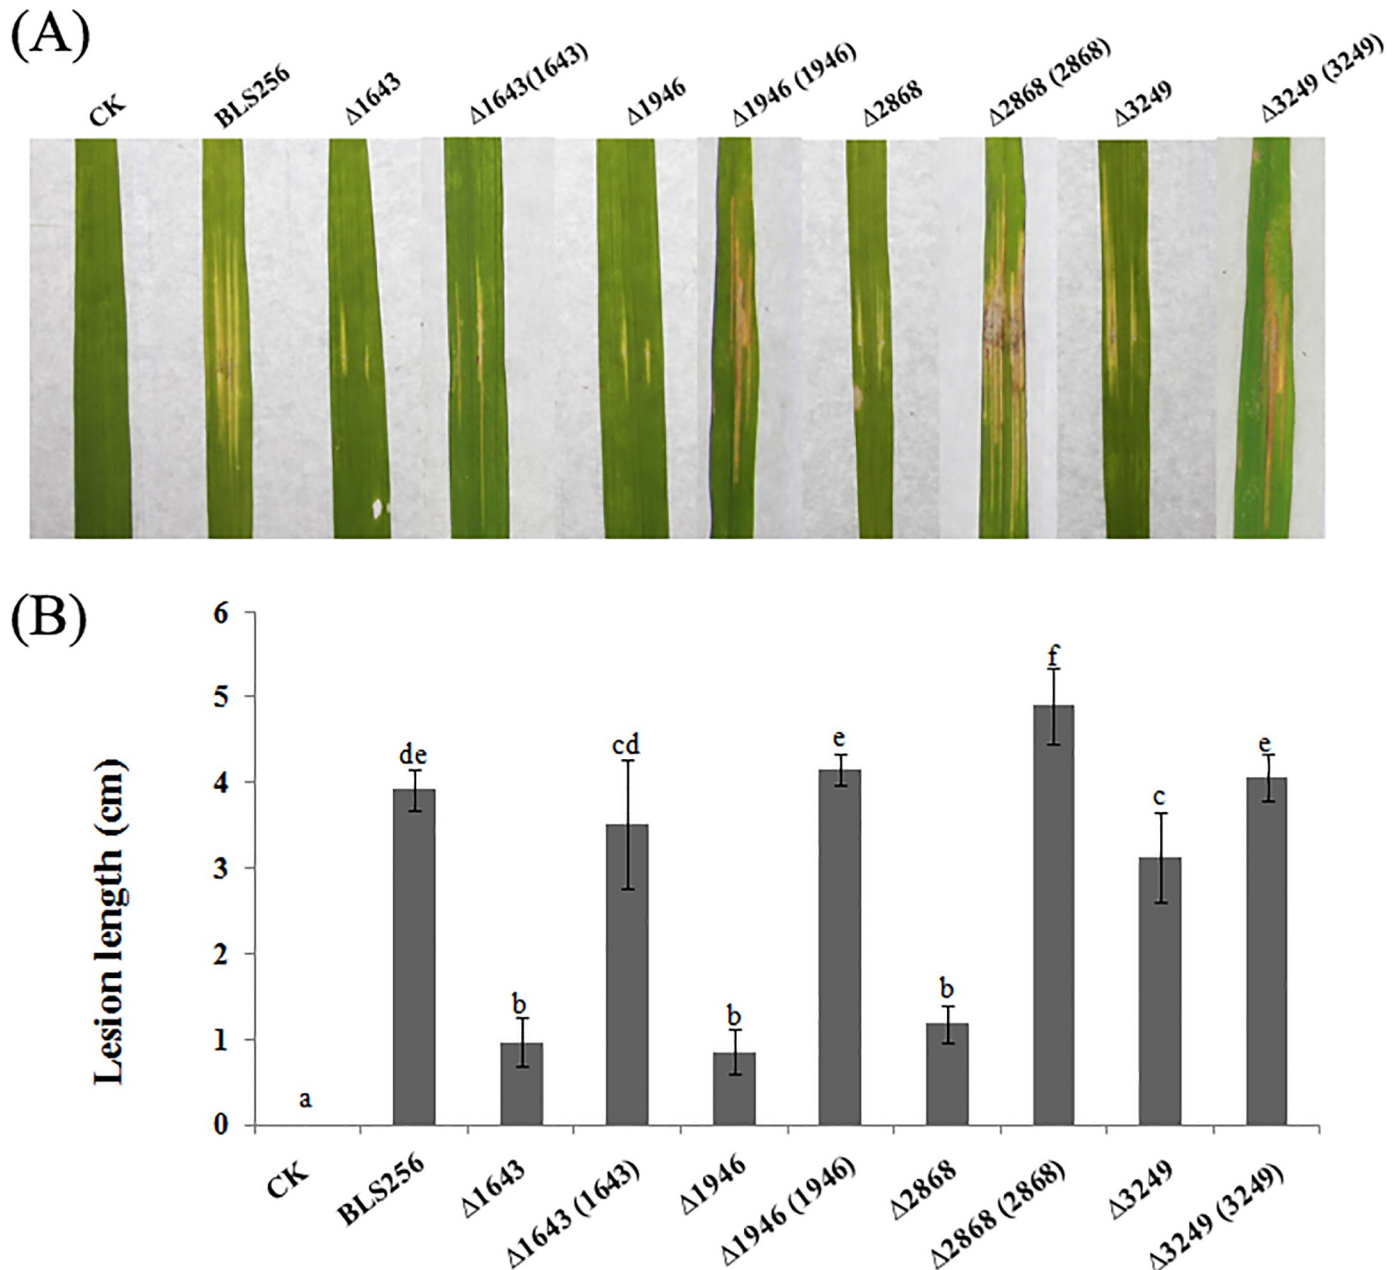 (A)
CK BLS256 Δ1643 Δ1643(1643) Δ1946 Δ1946 (1946) Δ2868 Δ2868 (2868) Δ3249 Δ3249 (3249)
(B)
Lesion length (cm)
6
5
4
3
2
1
0
a de b cd b e b f c e
CK BLS256 Δ1643 Δ1643 (1643) Δ1946 Δ1946 (1946) Δ2868 Δ2868 (2868) Δ3249 Δ3249 (3249)